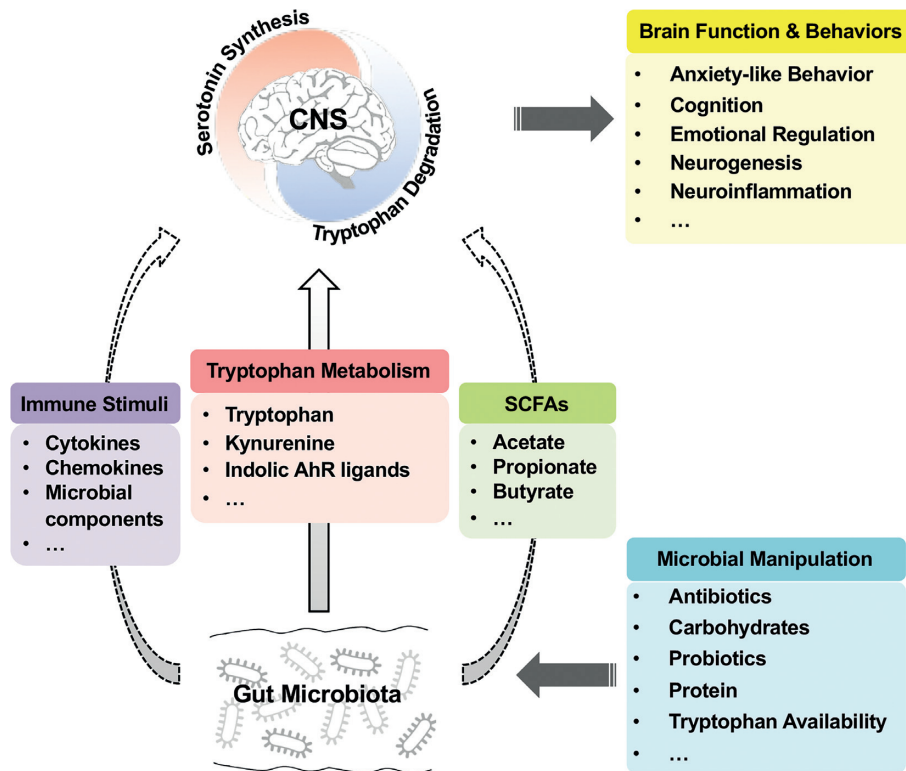 Serotonin Synthesis
CNS
Tryptophan Degradation
Brain Function & Behaviors
• Anxiety-like Behavior
• Cognition
• Emotional Regulation
• Neurogenesis
• Neuroinflammation
• …
Immune Stimuli
• Cytokines
• Chemokines
• Microbial
components
• …
Tryptophan Metabolism
• Tryptophan
• Kynurenine
• Indolic AhR ligands
• …
SCFAs
• Acetate
• Propionate
• Butyrate
• …
Gut Microbiota
Microbial Manipulation
• Antibiotics
• Carbohydrates
• Probiotics
• Protein
• Tryptophan Availability
• …